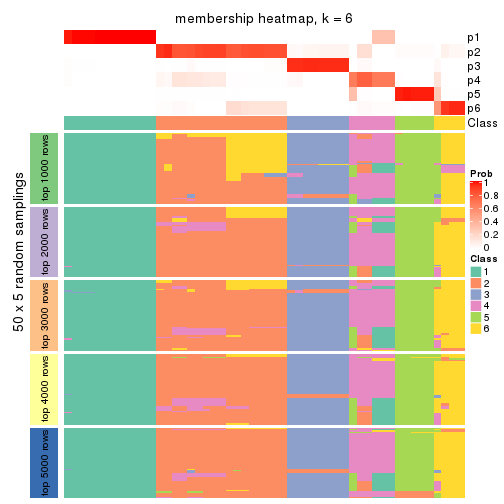 membership heatmap, k = 6
p1
p2
p3
p4
p5
p6
Class
50 x 5 random samplings
top 1000 rows
top 2000 rows
top 3000 rows
top 4000 rows
top 5000 rows
Prob
1
0.8
0.6
0.4
0.2
0
Class
1
2
3
4
5
6